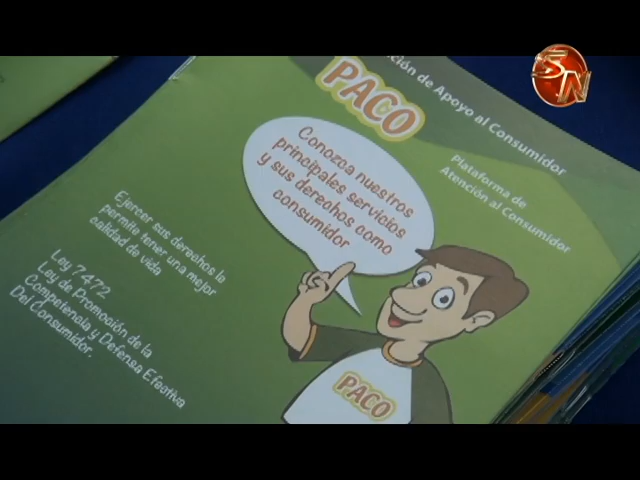 SN
PACO
ción de Apoyo al Consumidor
Plataforma de
Atención al Consumidor
Conozca nuestros
principales servicios
y sus derechos como
consumidor
Ejercer sus derechos le
permite tener una mejor
calidad de vida
Ley 7472
Ley de Promoción de la
Competencia y Defensa Efectiva
Del Consumidor.
PACO